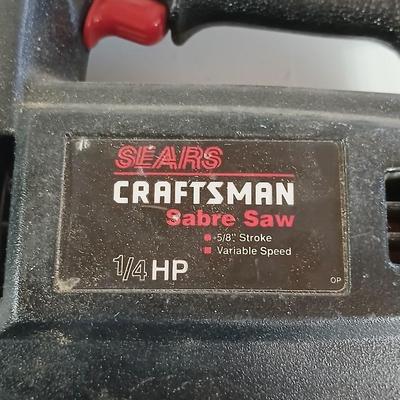 SEARS
CRAFTSMAN
Sabre Saw
5/8" Stroke
Variable Speed
1/4 HP
OP